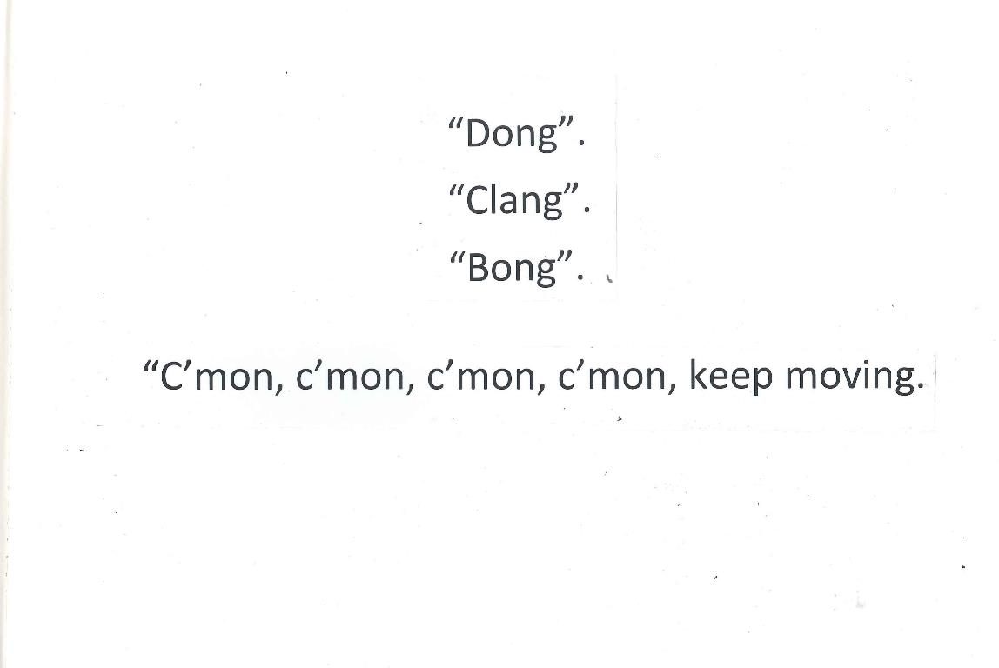 “Dong”.
“Clang”.
“Bong”.
“C’mon, c’mon, c’mon, c’mon, keep moving.